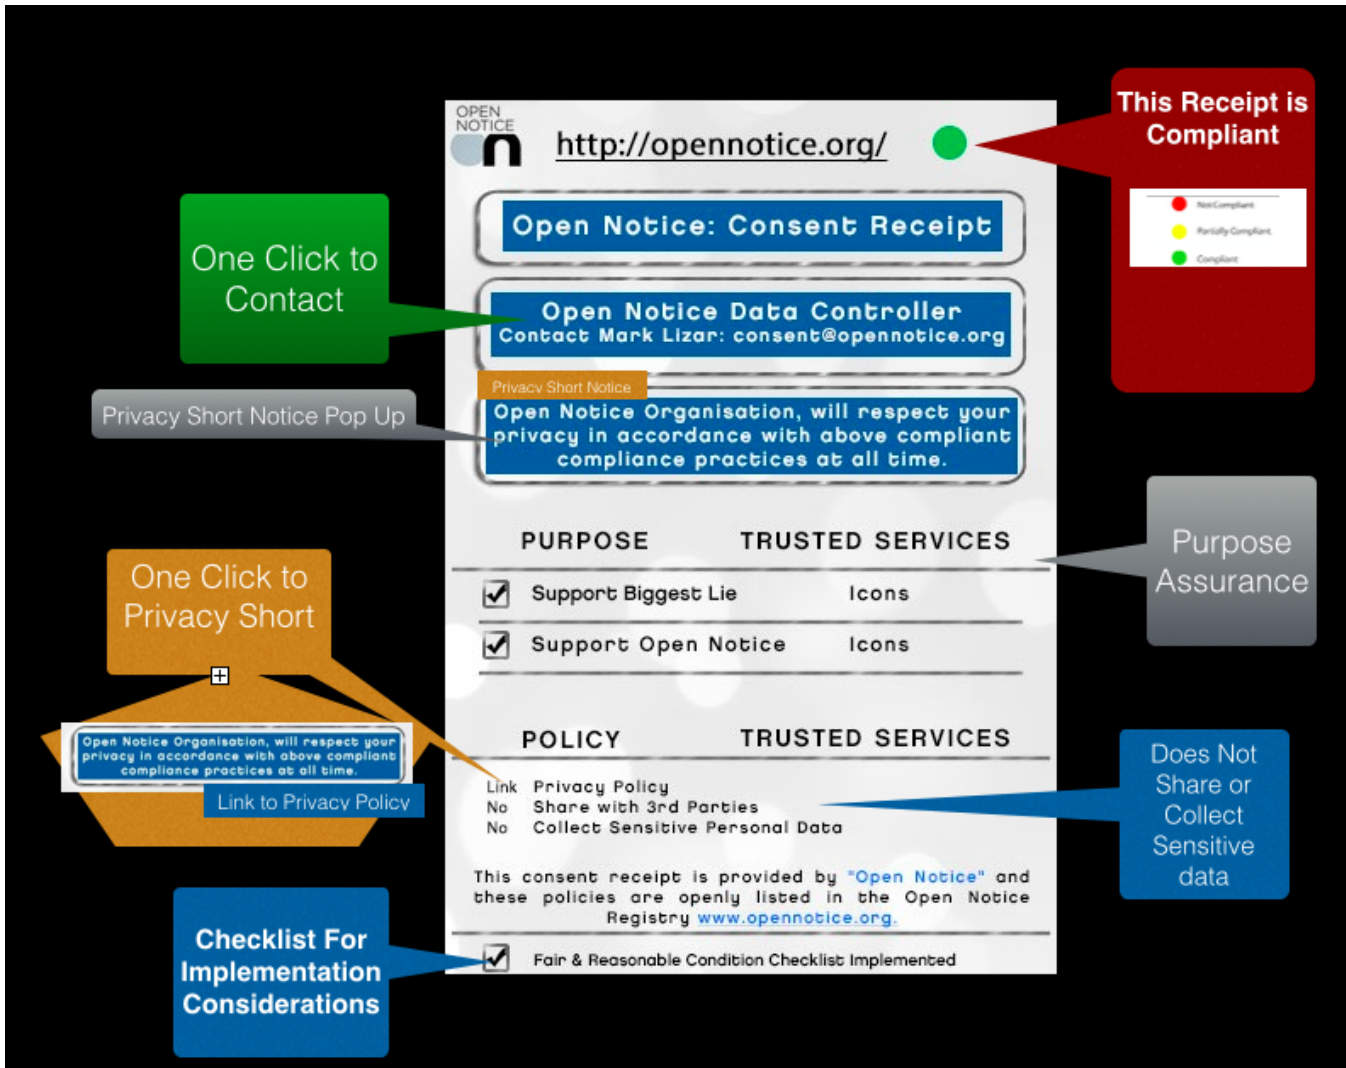 OPEN
NOTICE
n
http://opennotice.org/
This Receipt is
Compliant
Not Compliant
Partially Compliant
Compliant
Open Notice: Consent Receipt
One Click to
Contact
Open Notice Data Controller
Contact Mark Lizar: consent@opennotice.org
Privacy Short Notice
Privacy Short Notice Pop Up
Open Notice Organisation, will respect your
privacy in accordance with above compliant
compliance practices at all time.
PURPOSE TRUSTED SERVICES
Purpose
Assurance
Support Biggest Lie Icons
Support Open Notice Icons
One Click to
Privacy Short
Open Notice Organisation, will respect your
privacy in accordance with above compliant
compliance practices at all time.
Link to Privacy Policy
POLICY TRUSTED SERVICES
Link Privacy Policy
No Share with 3rd Parties
No Collect Sensitive Personal Data
Does Not
Share or
Collect
Sensitive
data
This consent receipt is provided by "Open Notice" and
these policies are openly listed in the Open Notice
Registry www.opennotice.org.
Checklist For
Implementation
Considerations
Fair & Reasonable Condition Checklist Implemented